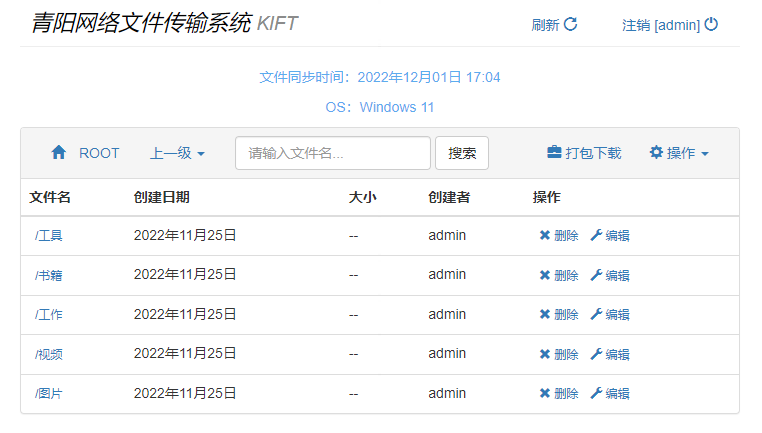 青阳网络文件传输系统 KIFT 刷新 注销 [admin]
文件同步时间：2022年12月01日 17:04
OS：Windows 11
ROOT 上一级 请输入文件名... 搜索 打包下载 操作
文件名 创建日期 大小 创建者 操作
/工具 2022年11月25日 -- admin 删除 编辑
/书籍 2022年11月25日 -- admin 删除 编辑
/工作 2022年11月25日 -- admin 删除 编辑
/视频 2022年11月25日 -- admin 删除 编辑
/图片 2022年11月25日 -- admin 删除 编辑